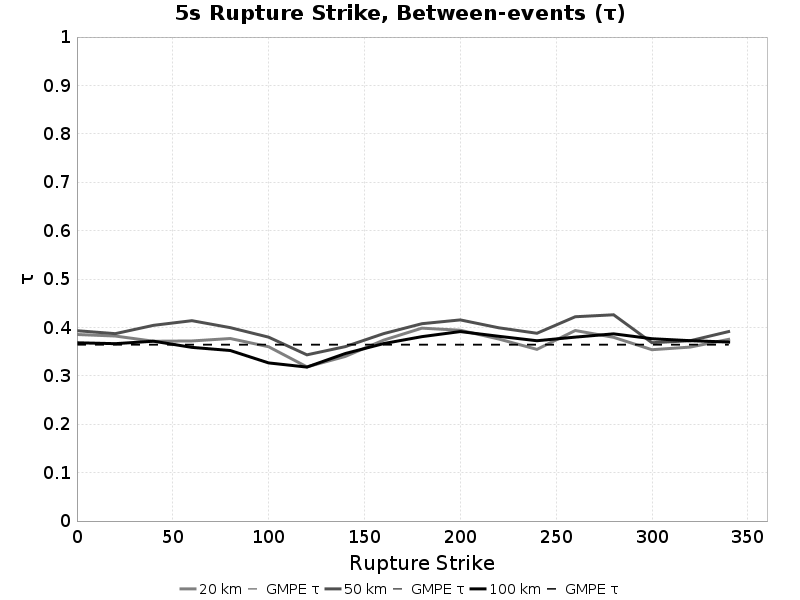 5s Rupture Strike, Between-events (τ)
1
0.9
0.8
0.7
0.6
τ
0.5
0.4
0.3
0.2
0.1
0
0 50 100 150 200 250 300 350
Rupture Strike
20 km GMPE τ 50 km GMPE τ 100 km GMPE τ